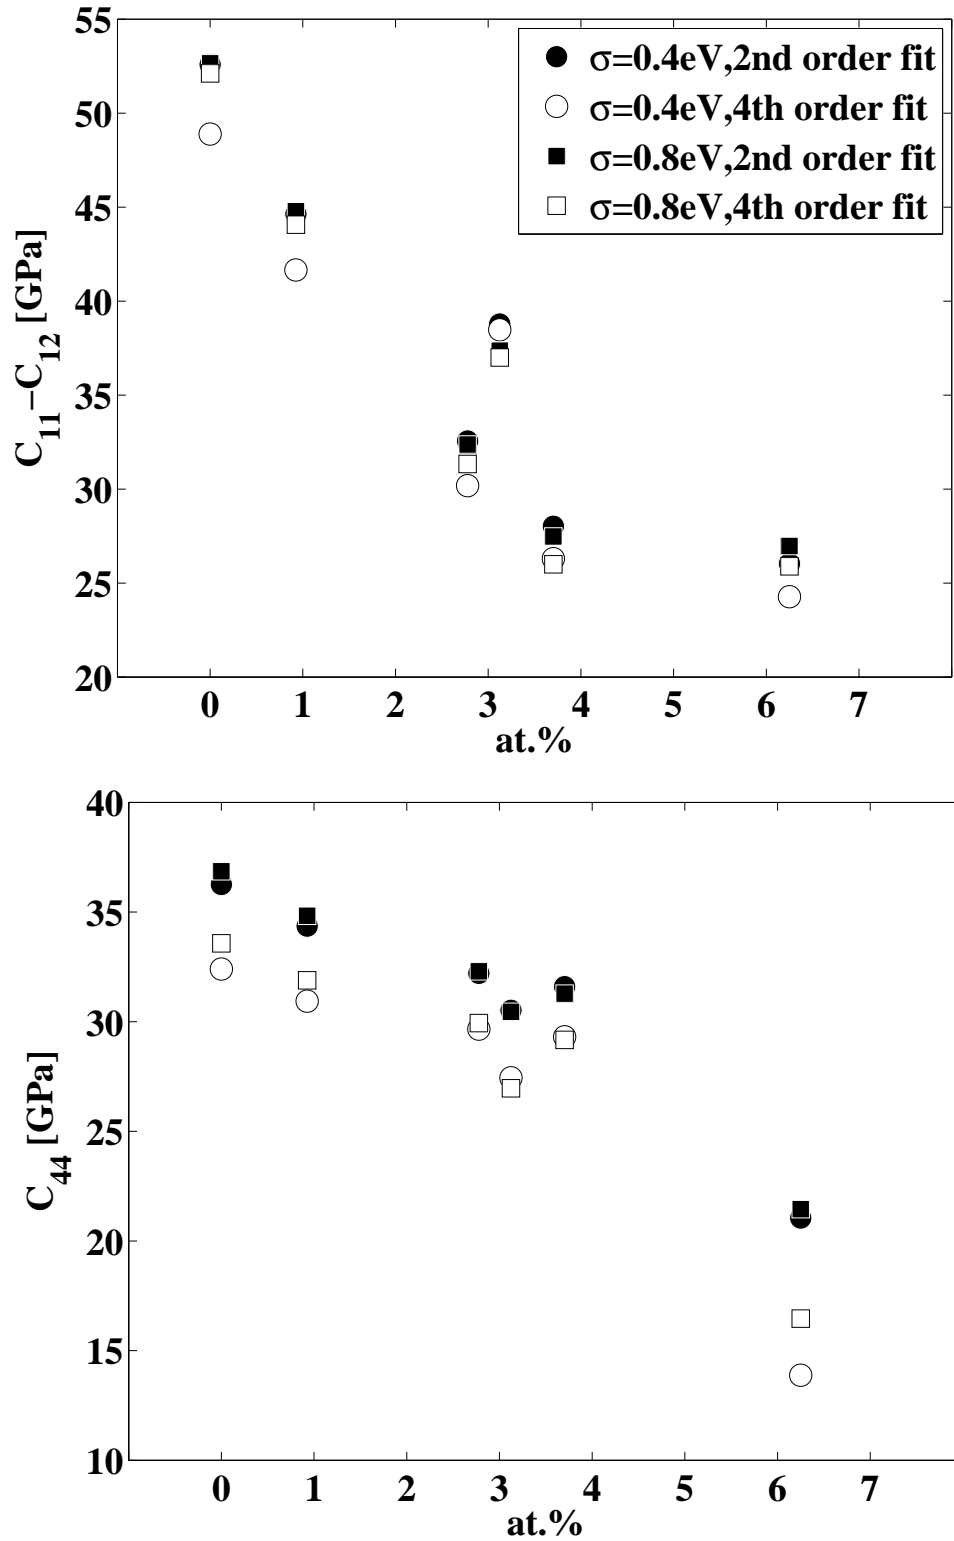 55
50
45
40
35
30
25
20
C11−C12 [GPa]
σ=0.4eV,2nd order fit
σ=0.4eV,4th order fit
σ=0.8eV,2nd order fit
σ=0.8eV,4th order fit
0 1 2 3 4 5 6 7
at.%
40
35
30
25
20
15
10
C44 [GPa]
0 1 2 3 4 5 6 7
at.%